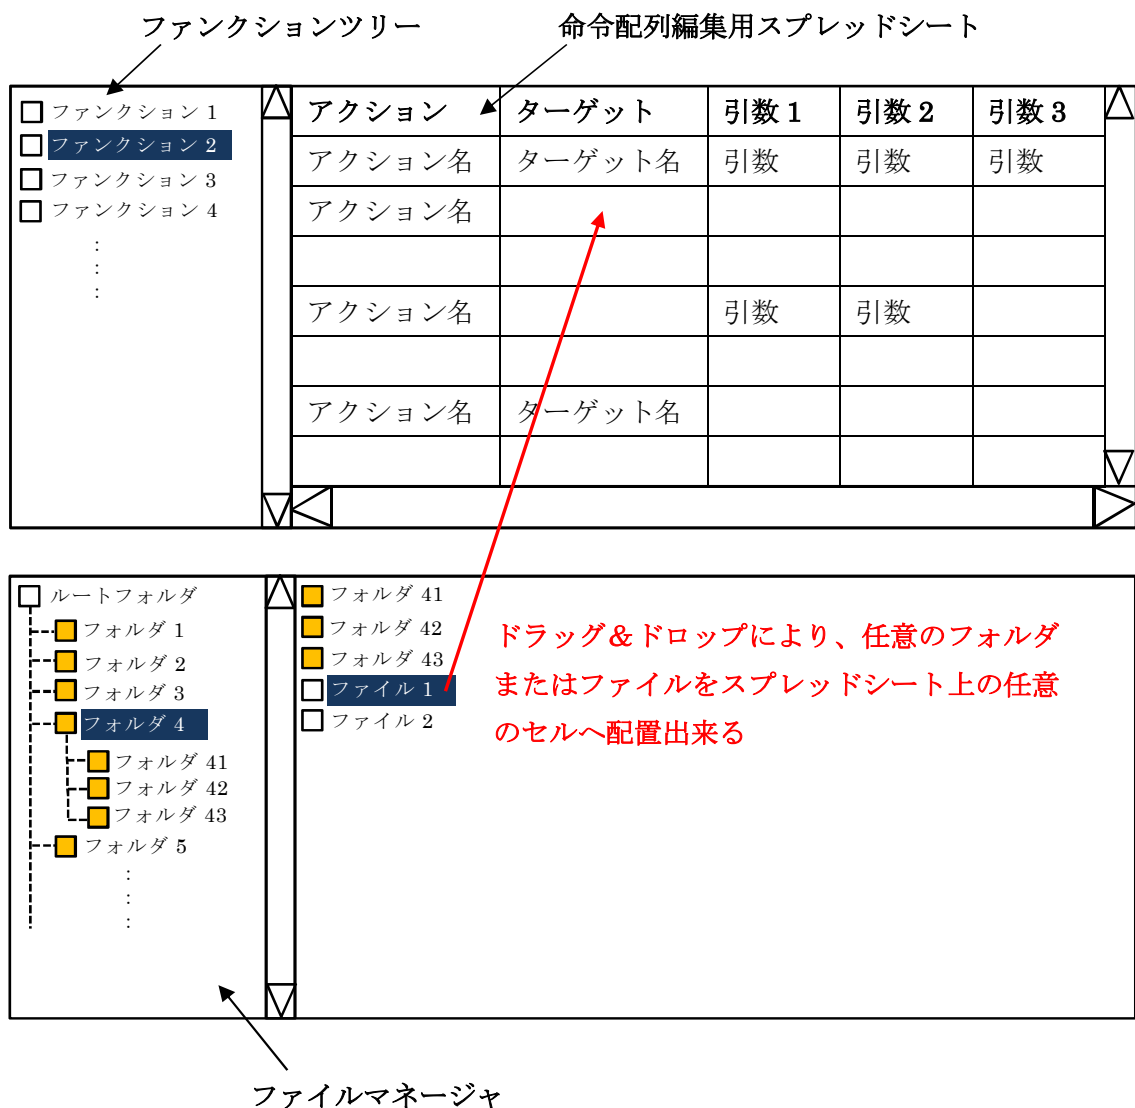 ファンクションツリー
命令配列編集用スプレッドシート
ファンクション 1
ファンクション 2
ファンクション 3
ファンクション 4
:
:
:
アクション ターゲット 引数 1 引数 2 引数 3
アクション名 ターゲット名 引数 引数 引数
アクション名
アクション名 引数 引数
アクション名 ターゲット名
ルートフォルダ
フォルダ 1
フォルダ 2
フォルダ 3
フォルダ 4
フォルダ 41
フォルダ 42
フォルダ 43
フォルダ 5
:
:
:
フォルダ 41
フォルダ 42
フォルダ 43
ファイル 1
ファイル 2
ドラッグ＆ドロップにより、任意のフォルダ
またはファイルをスプレッドシート上の任意
のセルへ配置出来る
ファイルマネージャ